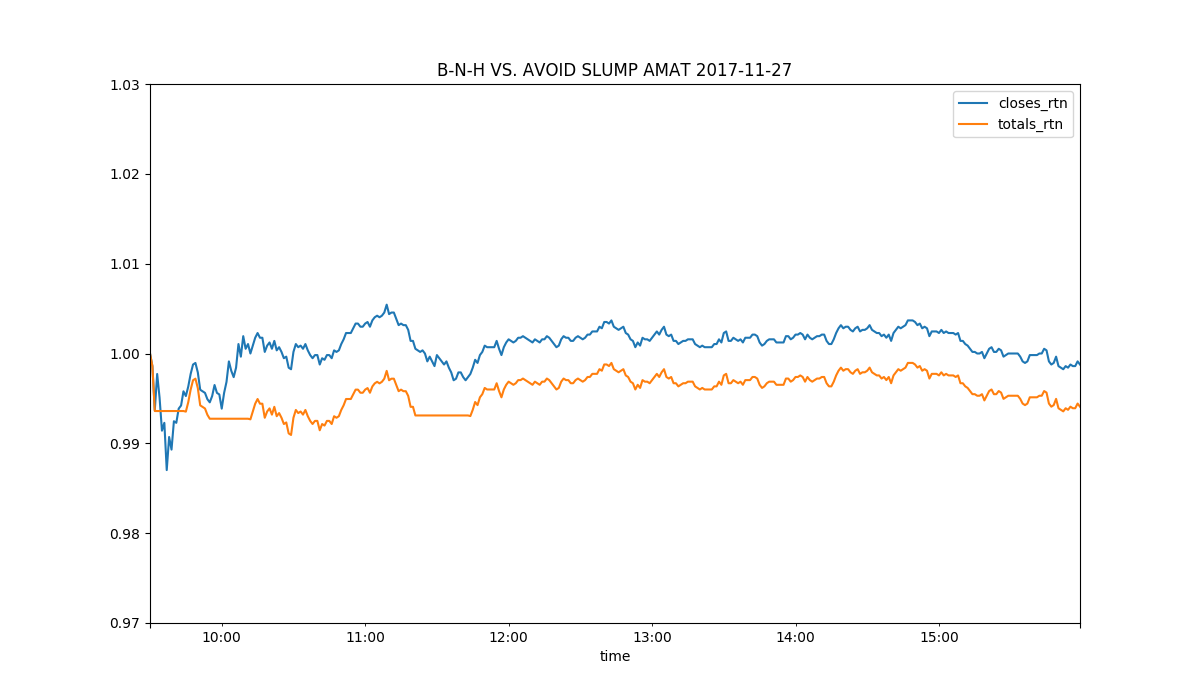 B-N-H VS. AVOID SLUMP AMAT 2017-11-27
closes_rtn
totals_rtn
1.03
1.02
1.01
1.00
0.99
0.98
0.97
10:00 11:00 12:00 13:00 14:00 15:00
time